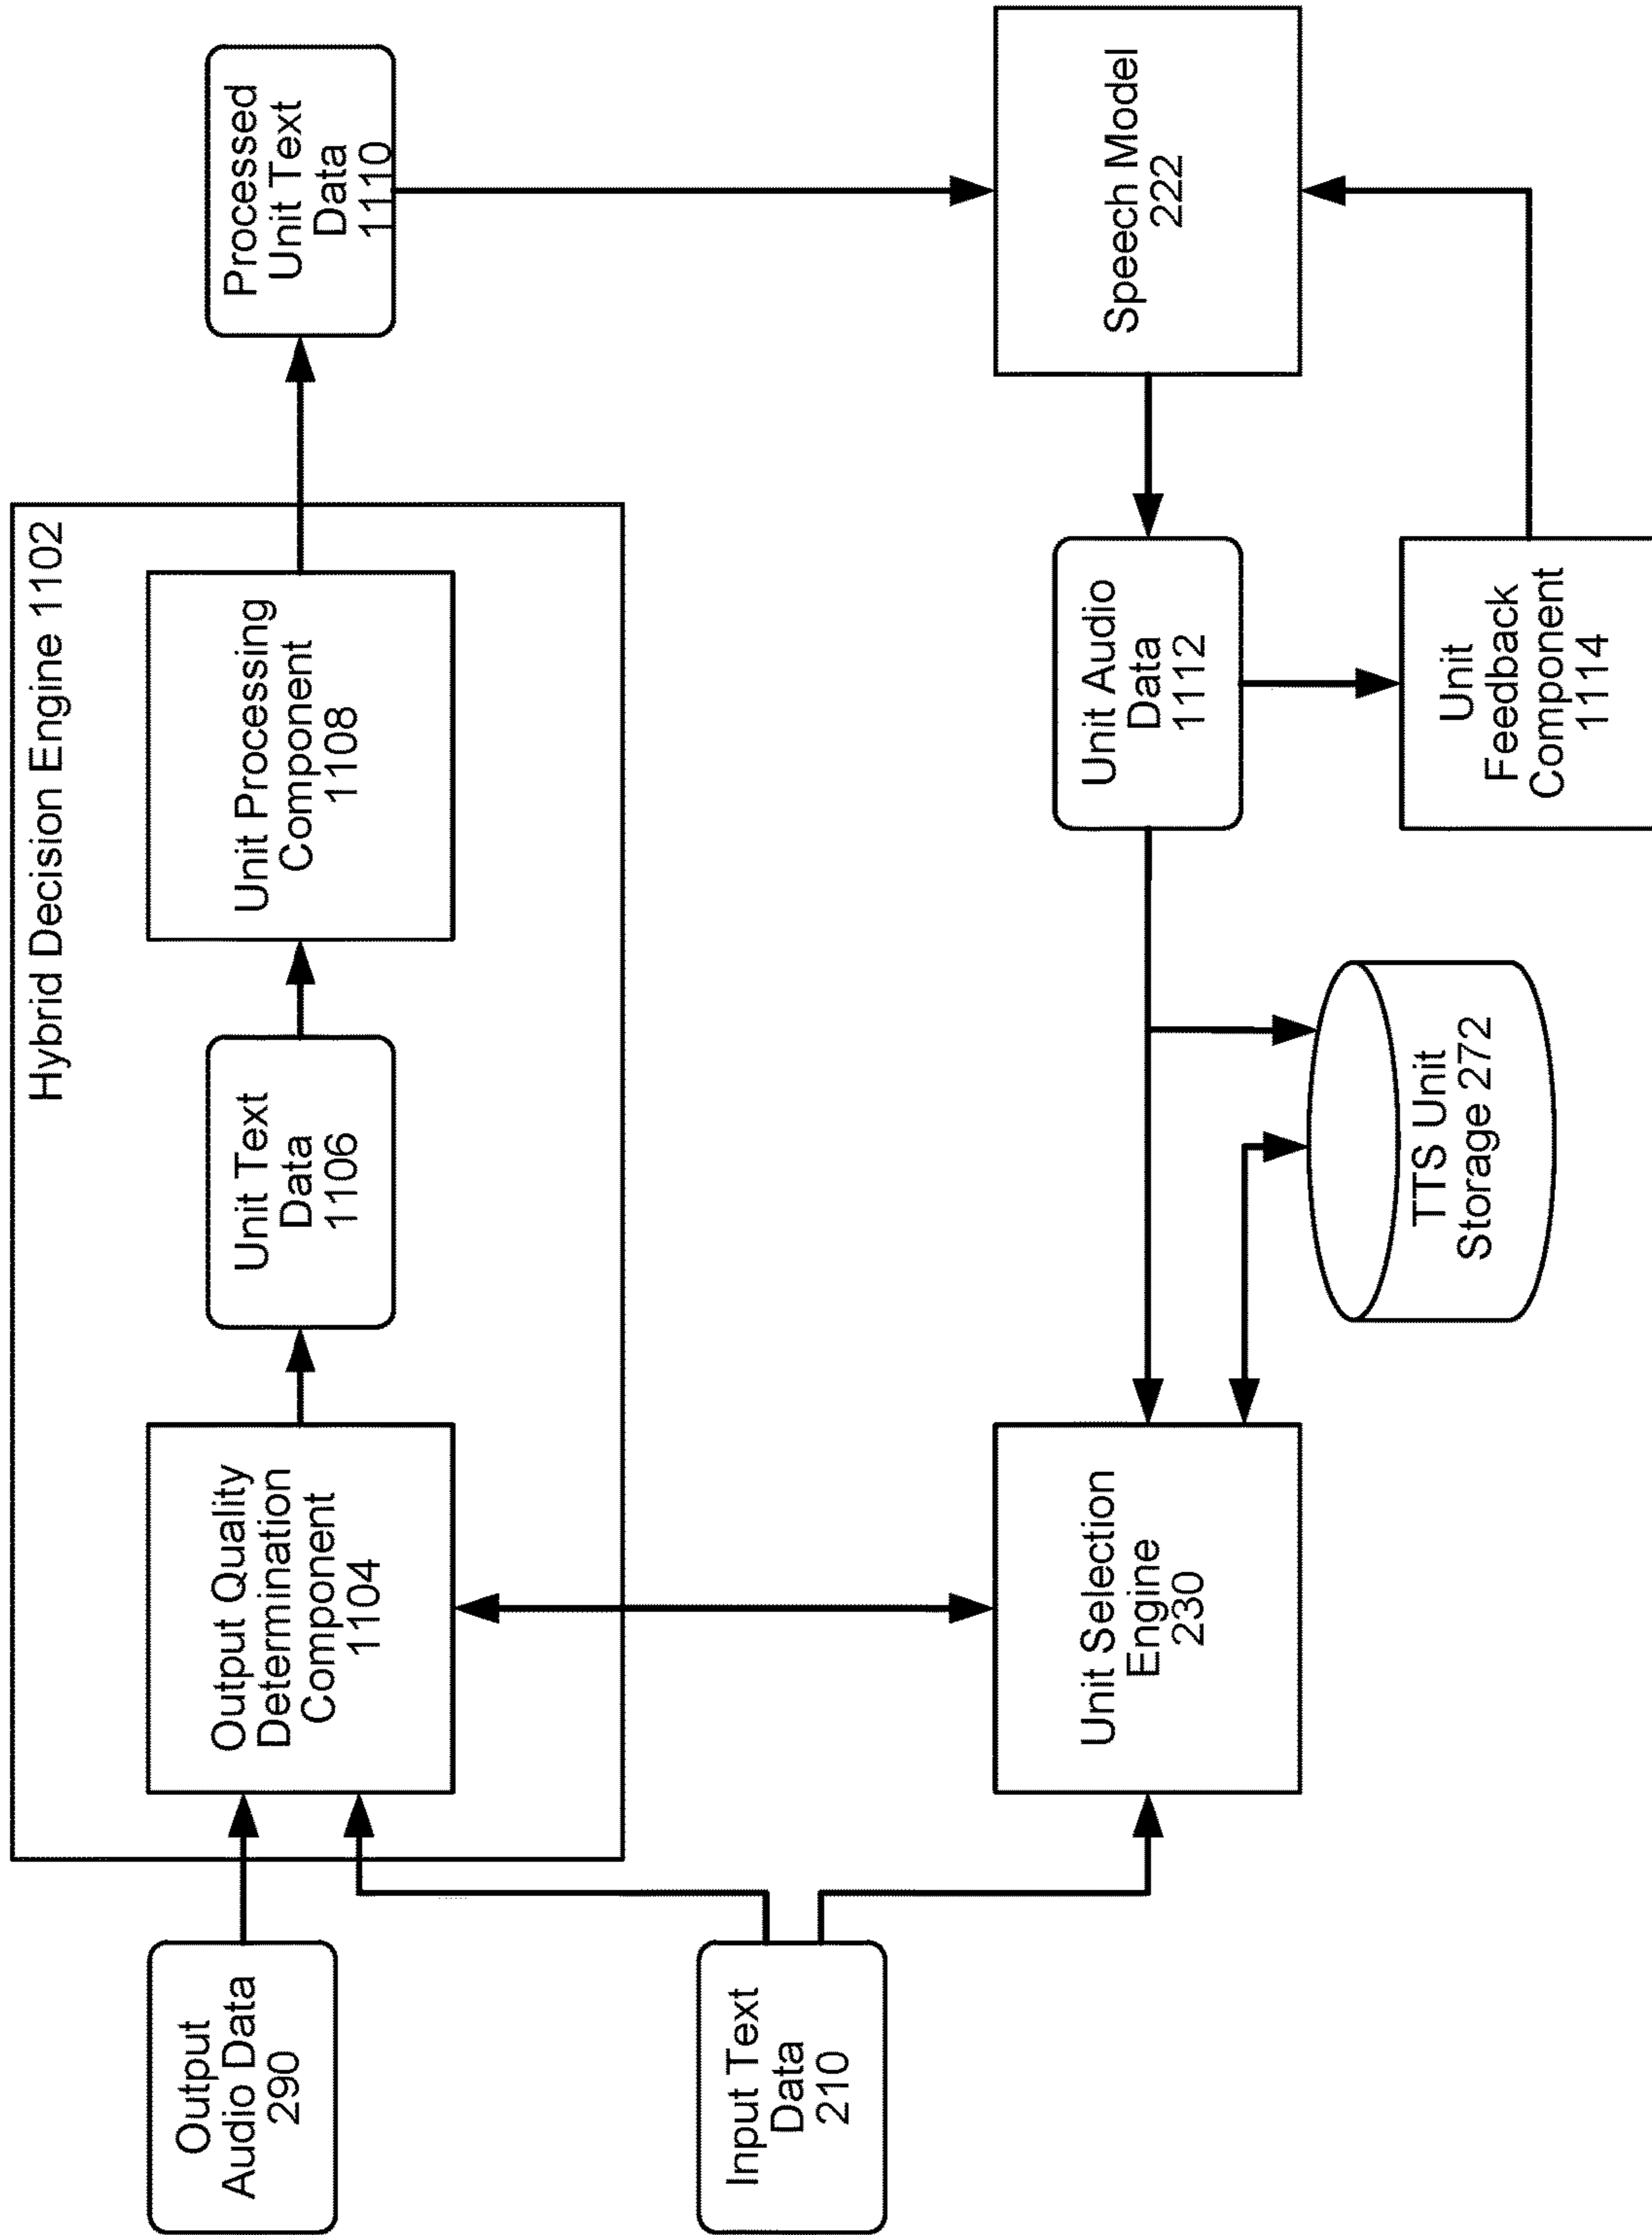 Hybrid Decision Engine 1102
Output
Audio Data
290
Output Quality
Determination
Component
1104
Unit Text
Data
1106
Unit Processing
Component
1108
Processed
Unit Text
Data
1110
Input Text
Data
210
Unit Selection
Engine
230
TTS Unit
Storage 272
Unit Audio
Data
1112
Speech Model
222
Unit
Feedback
Component
1114